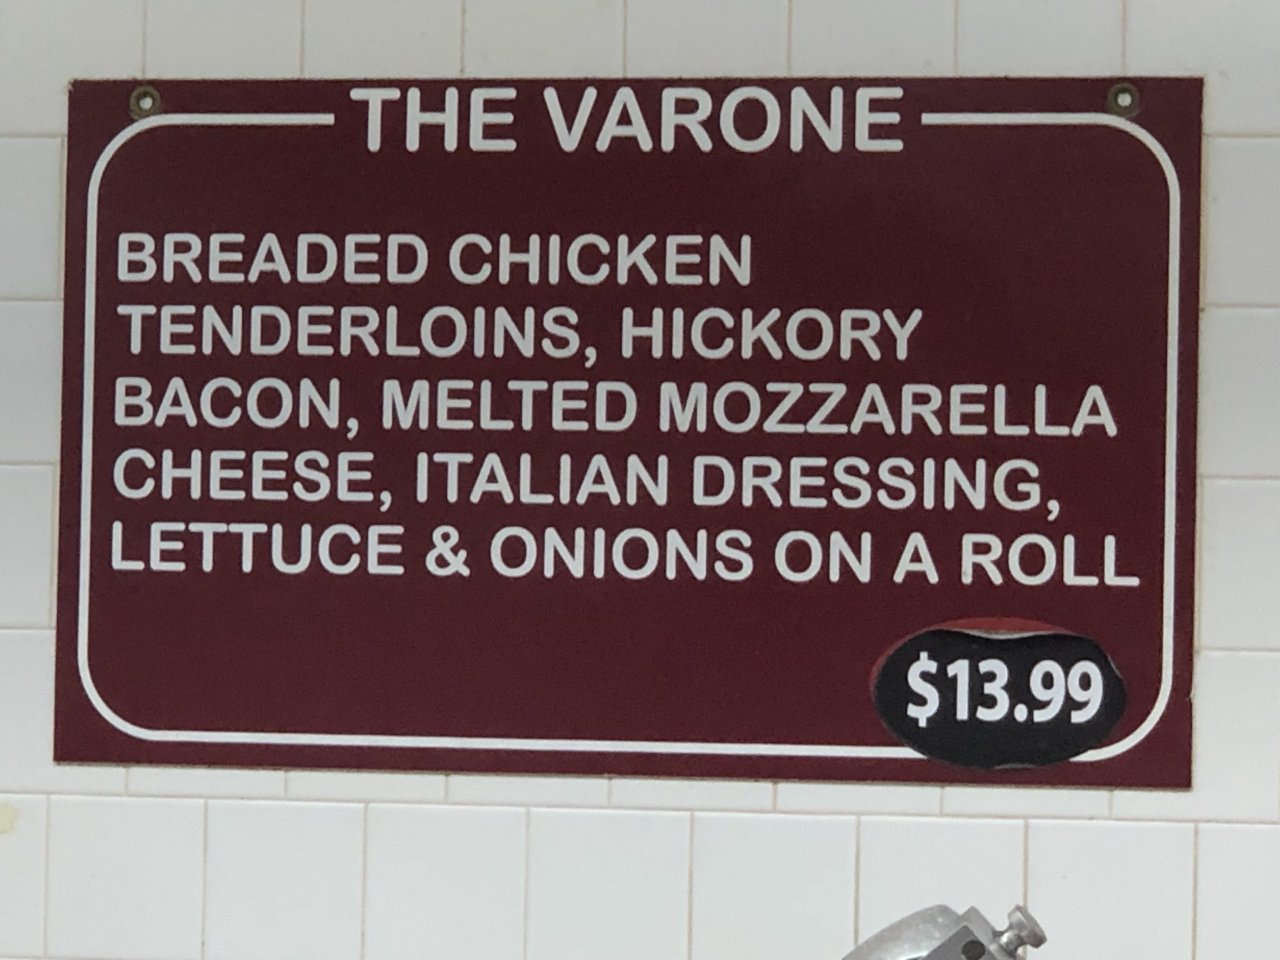 THE VARONE
BREADED CHICKEN
TENDERLOINS, HICKORY
BACON, MELTED MOZZARELLA
CHEESE, ITALIAN DRESSING,
LETTUCE & ONIONS ON A ROLL
$13.99